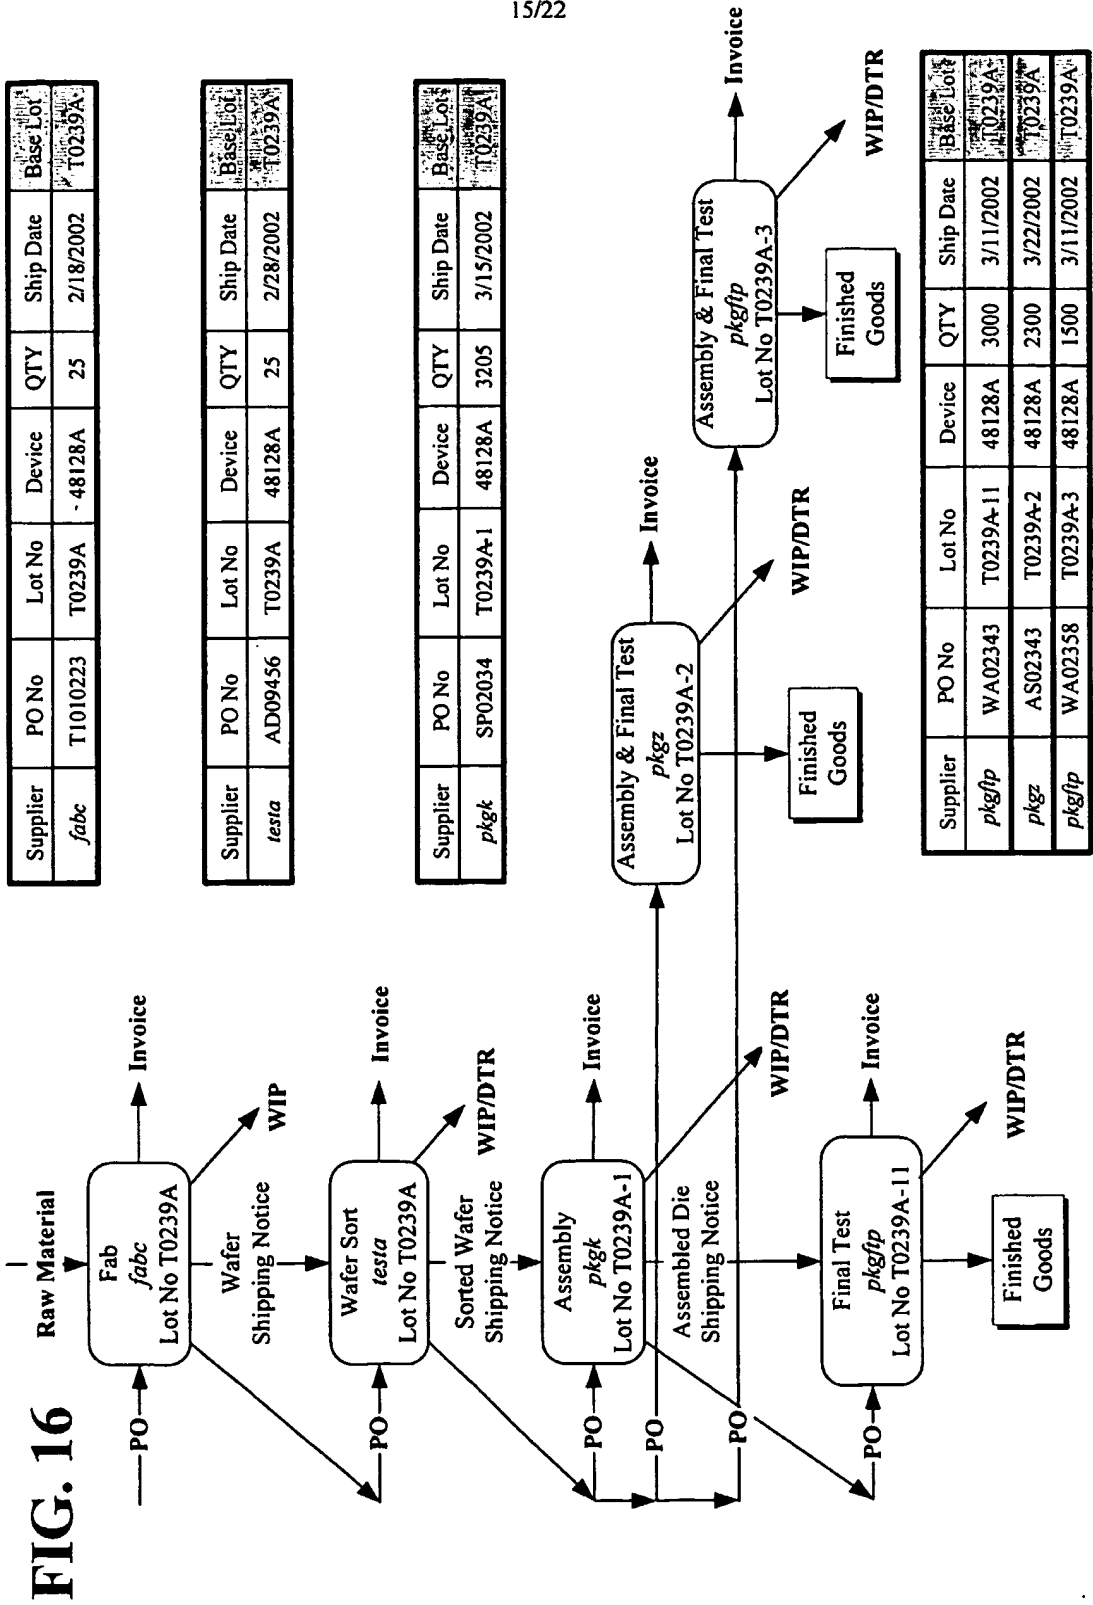 15/22
FIG. 16
Raw Material
PO
Fab
fabc
Lot No T0239A
Invoice
WIP
Supplier PO No Lot No Device QTY Ship Date Base Lot
fabc T1010223 T0239A - 48128A 25 2/18/2002 T0239A
Wafer
Shipping Notice
PO
Wafer Sort
testa
Lot No T0239A
Invoice
WIP/DTR
Supplier PO No Lot No Device QTY Ship Date Base Lot
testa AD09456 T0239A 48128A 25 2/28/2002 T0239A
Sorted Wafer
Shipping Notice
PO
Assembly
pkgk
Lot No T0239A-1
Invoice
WIP/DTR
Supplier PO No Lot No Device QTY Ship Date Base Lot
pkgk SP02034 T0239A-1 48128A 3205 3/15/2002 T0239A
PO
Assembly & Final Test
pkgz
Lot No T0239A-2
Invoice
WIP/DTR
Finished
Goods
PO
Assembly & Final Test
pkgftp
Lot No T0239A-3
Invoice
WIP/DTR
Finished
Goods
Assembled Die
Shipping Notice
PO
Final Test
pkgftp
Lot No T0239A-11
Invoice
WIP/DTR
Finished
Goods
Supplier PO No Lot No Device QTY Ship Date Base Lot
pkgftp WA02343 T0239A-11 48128A 3000 3/11/2002 T0239A
pkgz AS02343 T0239A-2 48128A 2300 3/22/2002 T0239A
pkgftp WA02358 T0239A-3 48128A 1500 3/11/2002 T0239A